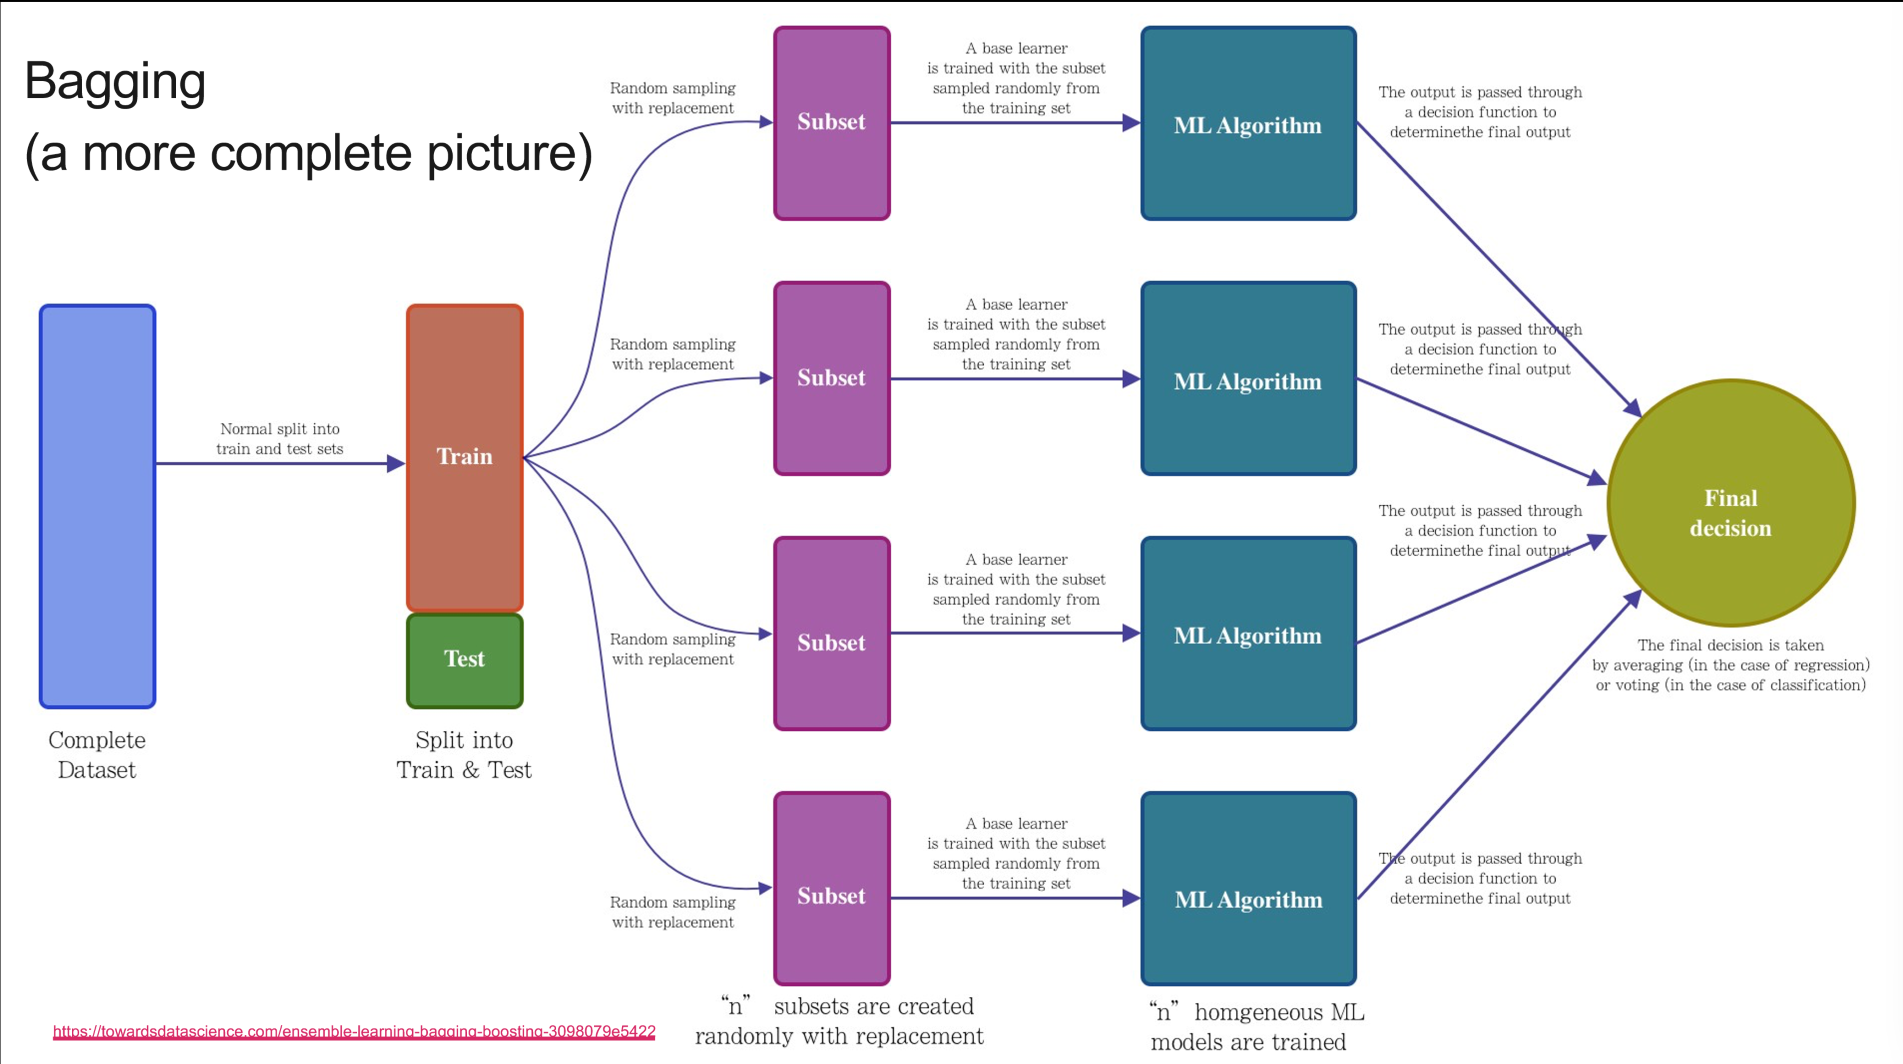 Bagging
(a more complete picture)
Complete
Dataset
Normal split into
train and test sets
Train
Test
Split into
Train & Test
Random sampling
with replacement
Subset
A base learner
is trained with the subset
sampled randomly from
the training set
ML Algorithm
The output is passed through
a decision function to
determinethe final output
Random sampling
with replacement
Subset
A base learner
is trained with the subset
sampled randomly from
the training set
ML Algorithm
The output is passed through
a decision function to
determinethe final output
Random sampling
with replacement
Subset
A base learner
is trained with the subset
sampled randomly from
the training set
ML Algorithm
The output is passed through
a decision function to
determinethe final output
Random sampling
with replacement
Subset
A base learner
is trained with the subset
sampled randomly from
the training set
ML Algorithm
The output is passed through
a decision function to
determinethe final output
Final
decision
The final decision is taken
by averaging (in the case of regression)
or voting (in the case of classification)
“n” subsets are created
randomly with replacement
“n” homgeneous ML
models are trained
https://towardsdatascience.com/ensemble-learning-bagging-boosting-3098079e5422